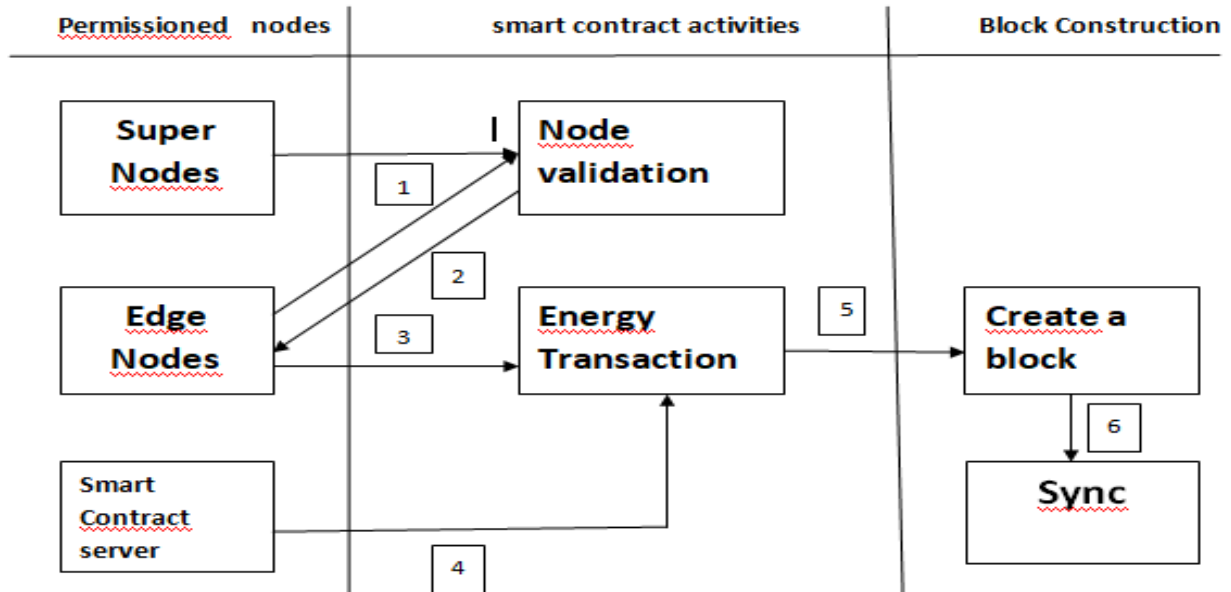 Permissioned nodes
smart contract activities
Block Construction
Super
Nodes
I
Node
validation
1
2
Edge
Nodes
3
Energy
Transaction
5
Create a
block
6
Smart
Contract
server
4
Sync